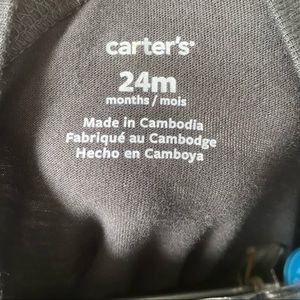 carter's
24m
months / mois
Made in Cambodia
Fabriqué au Cambodge
Hecho en Camboya